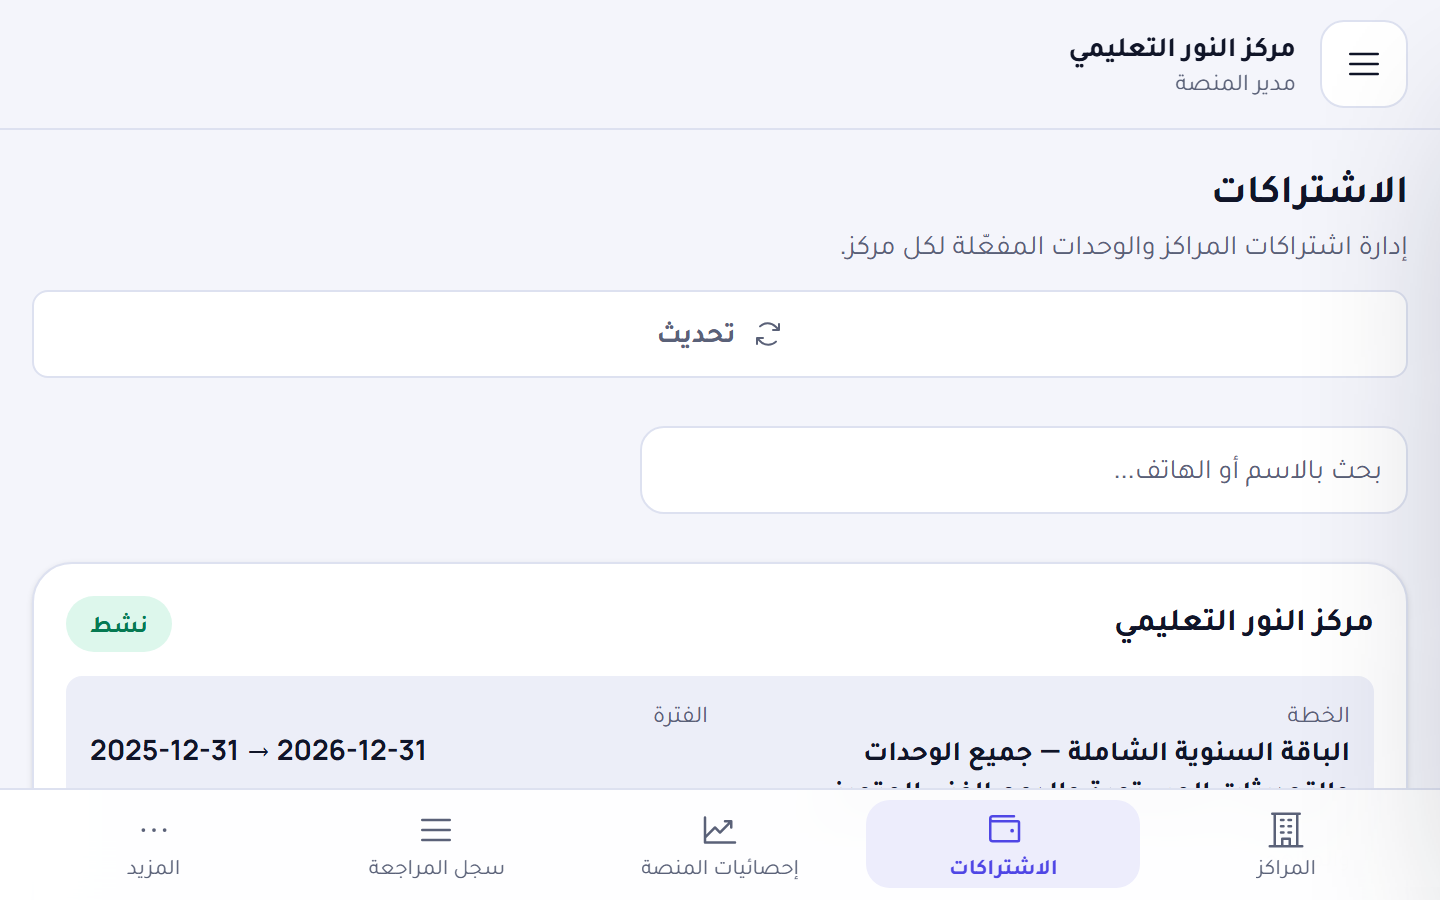 مركز النور التعليمي
مدير المنصة
الاشتراكات
إدارة اشتراكات المراكز والوحدات المفعّلة لكل مركز.
تحديث
بحث بالاسم أو الهاتف...
مركز النور التعليمي
نشط
الخطة
الباقة السنوية الشاملة — جميع الوحدات
الفترة
2025-12-31 → 2026-12-31
المراكز
الاشتراكات
إحصائيات المنصة
سجل المراجعة
المزيد